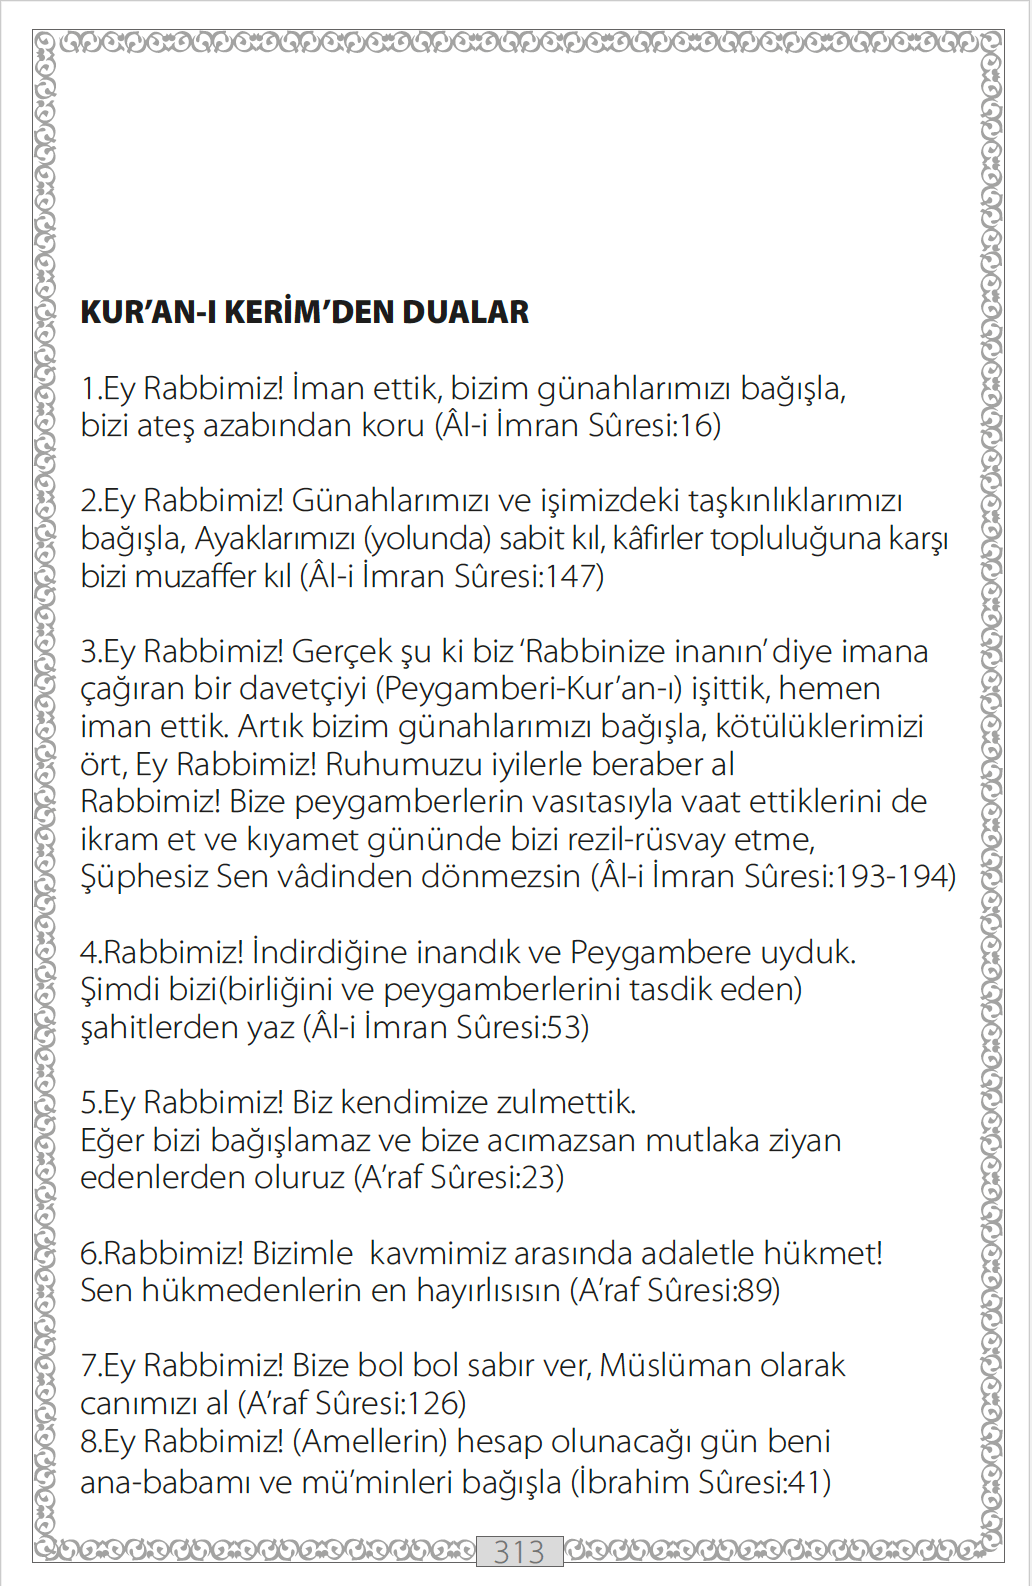 KUR’AN-I KERİM’DEN DUALAR
1.Ey Rabbimiz! İman ettik, bizim günahlarımızı bağışla,
bizi ateş azabından koru (Âl-i İmran Sûresi:16)
2.Ey Rabbimiz! Günahlarımızı ve işimizdeki taşkınlıklarımızı
bağışla, Ayaklarımızı (yolunda) sabit kıl, kâfirler topluluğuna karşı
bizi muzaffer kıl (Âl-i İmran Sûresi:147)
3.Ey Rabbimiz! Gerçek şu ki biz ‘Rabbinize inanın’ diye imana
çağıran bir davetçiyi (Peygamberi-Kur’an-ı) işittik, hemen
iman ettik. Artık bizim günahlarımızı bağışla, kötülüklerimizi
ört, Ey Rabbimiz! Ruhumuzu iyilerle beraber al
Rabbimiz! Bize peygamberlerin vasıtasıyla vaat ettiklerini de
ikram et ve kıyamet gününde bizi rezil-rüsvay etme,
Şüphesiz Sen vâdinden dönmezsin (Âl-i İmran Sûresi:193-194)
4.Rabbimiz! İndirdiğine inandık ve Peygambere uyduk.
Şimdi bizi(birliğini ve peygamberlerini tasdik eden)
şahitlerden yaz (Âl-i İmran Sûresi:53)
5.Ey Rabbimiz! Biz kendimize zulmettik.
Eğer bizi bağışlamaz ve bize acımazsan mutlaka ziyan
edenlerden oluruz (A’raf Sûresi:23)
6.Rabbimiz! Bizimle  kavmimiz arasında adaletle hükmet!
Sen hükmedenlerin en hayırlısısın (A’raf Sûresi:89)
7.Ey Rabbimiz! Bize bol bol sabır ver, Müslüman olarak
canımızı al (A’raf Sûresi:126)
8.Ey Rabbimiz! (Amellerin) hesap olunacağı gün beni
ana-babamı ve mü’minleri bağışla (İbrahim Sûresi:41)
313